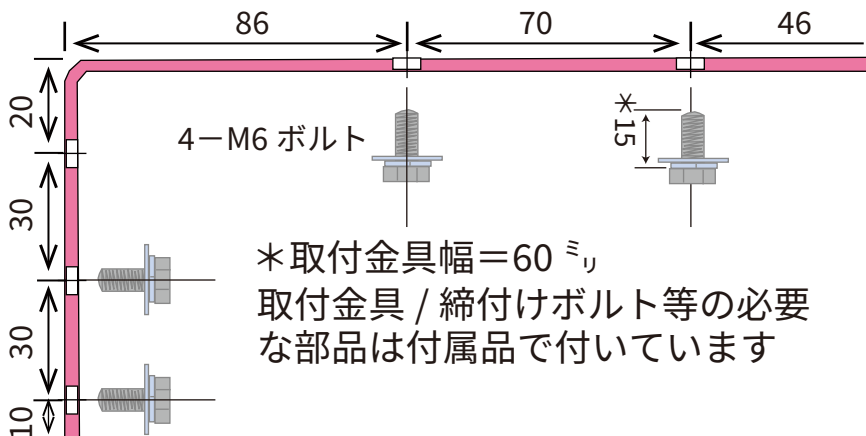 86
70
46
20
4－M6 ボルト
＊15
30
＊取付金具幅＝60 ㍉
取付金具 / 締付けボルト等の必要
な部品は付属品で付いています
30
10